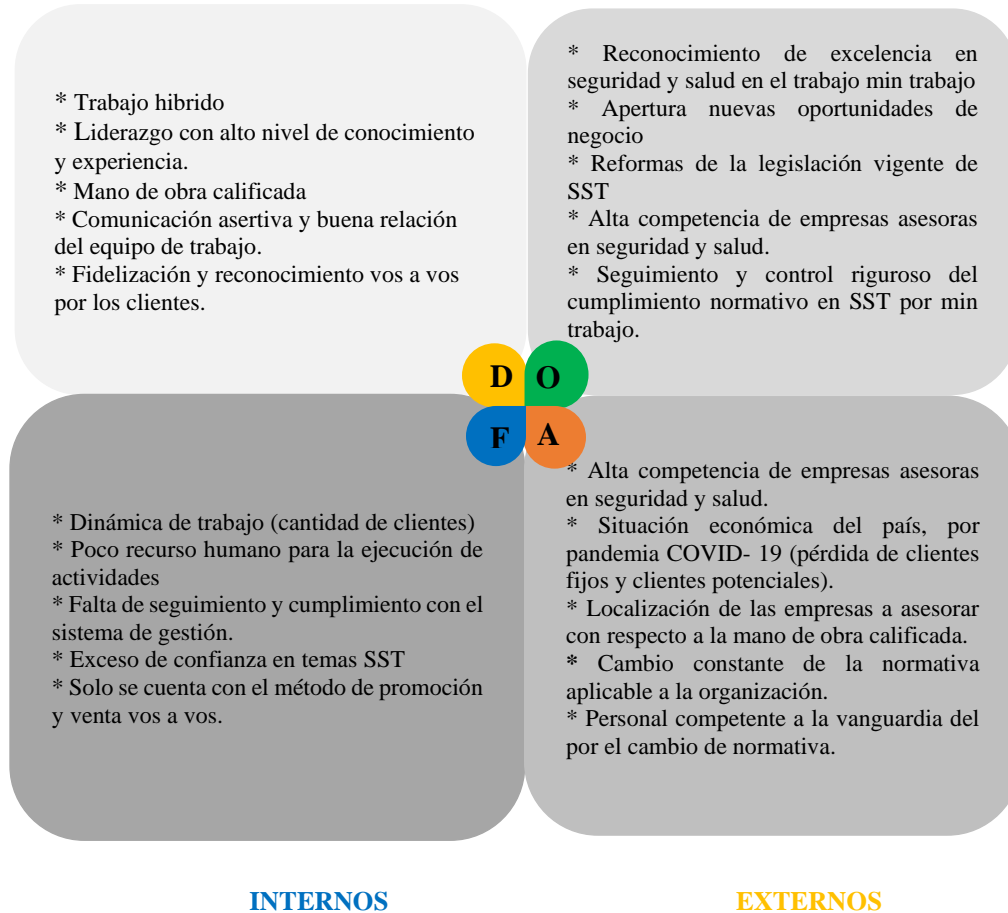 * Trabajo hibrido
* Liderazgo con alto nivel de conocimiento
y experiencia.
* Mano de obra calificada
* Comunicación asertiva y buena relación
del equipo de trabajo.
* Fidelización y reconocimiento vos a vos
por los clientes.
* Reconocimiento de excelencia en
seguridad y salud en el trabajo min trabajo
* Apertura nuevas oportunidades de
negocio
* Reformas de la legislación vigente de
SST
* Alta competencia de empresas asesoras
en seguridad y salud.
* Seguimiento y control riguroso del
cumplimiento normativo en SST por min
trabajo.
D O
F A
* Dinámica de trabajo (cantidad de clientes)
* Poco recurso humano para la ejecución de
actividades
* Falta de seguimiento y cumplimiento con el
sistema de gestión.
* Exceso de confianza en temas SST
* Solo se cuenta con el método de promoción
y venta vos a vos.
* Alta competencia de empresas asesoras
en seguridad y salud.
* Situación económica del país, por
pandemia COVID- 19 (pérdida de clientes
fijos y clientes potenciales).
* Localización de las empresas a asesorar
con respecto a la mano de obra calificada.
* Cambio constante de la normativa
aplicable a la organización.
* Personal competente a la vanguardia del
por el cambio de normativa.
INTERNOS
EXTERNOS